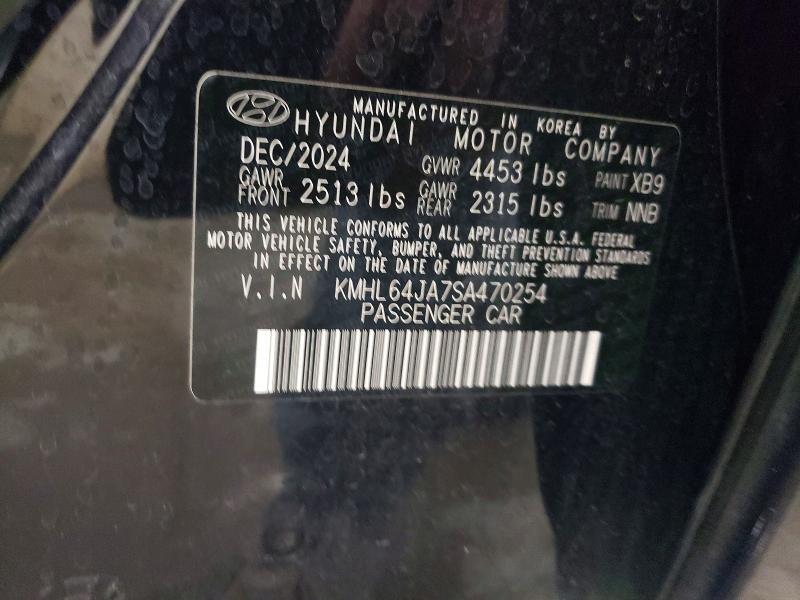 MANUFACTURED IN KOREA BY
HYUNDAI MOTOR COMPANY
DEC/2024 GVWR 4453 lbs PAINT XB9
GAWR FRONT 2513 lbs GAWR REAR 2315 lbs TRIM NNB
THIS VEHICLE CONFORMS TO ALL APPLICABLE U.S.A. FEDERAL
MOTOR VEHICLE SAFETY, BUMPER, AND THEFT PREVENTION STANDARDS
IN EFFECT ON THE DATE OF MANUFACTURE SHOWN ABOVE
V.I.N KMHL64JA7SA470254
PASSENGER CAR